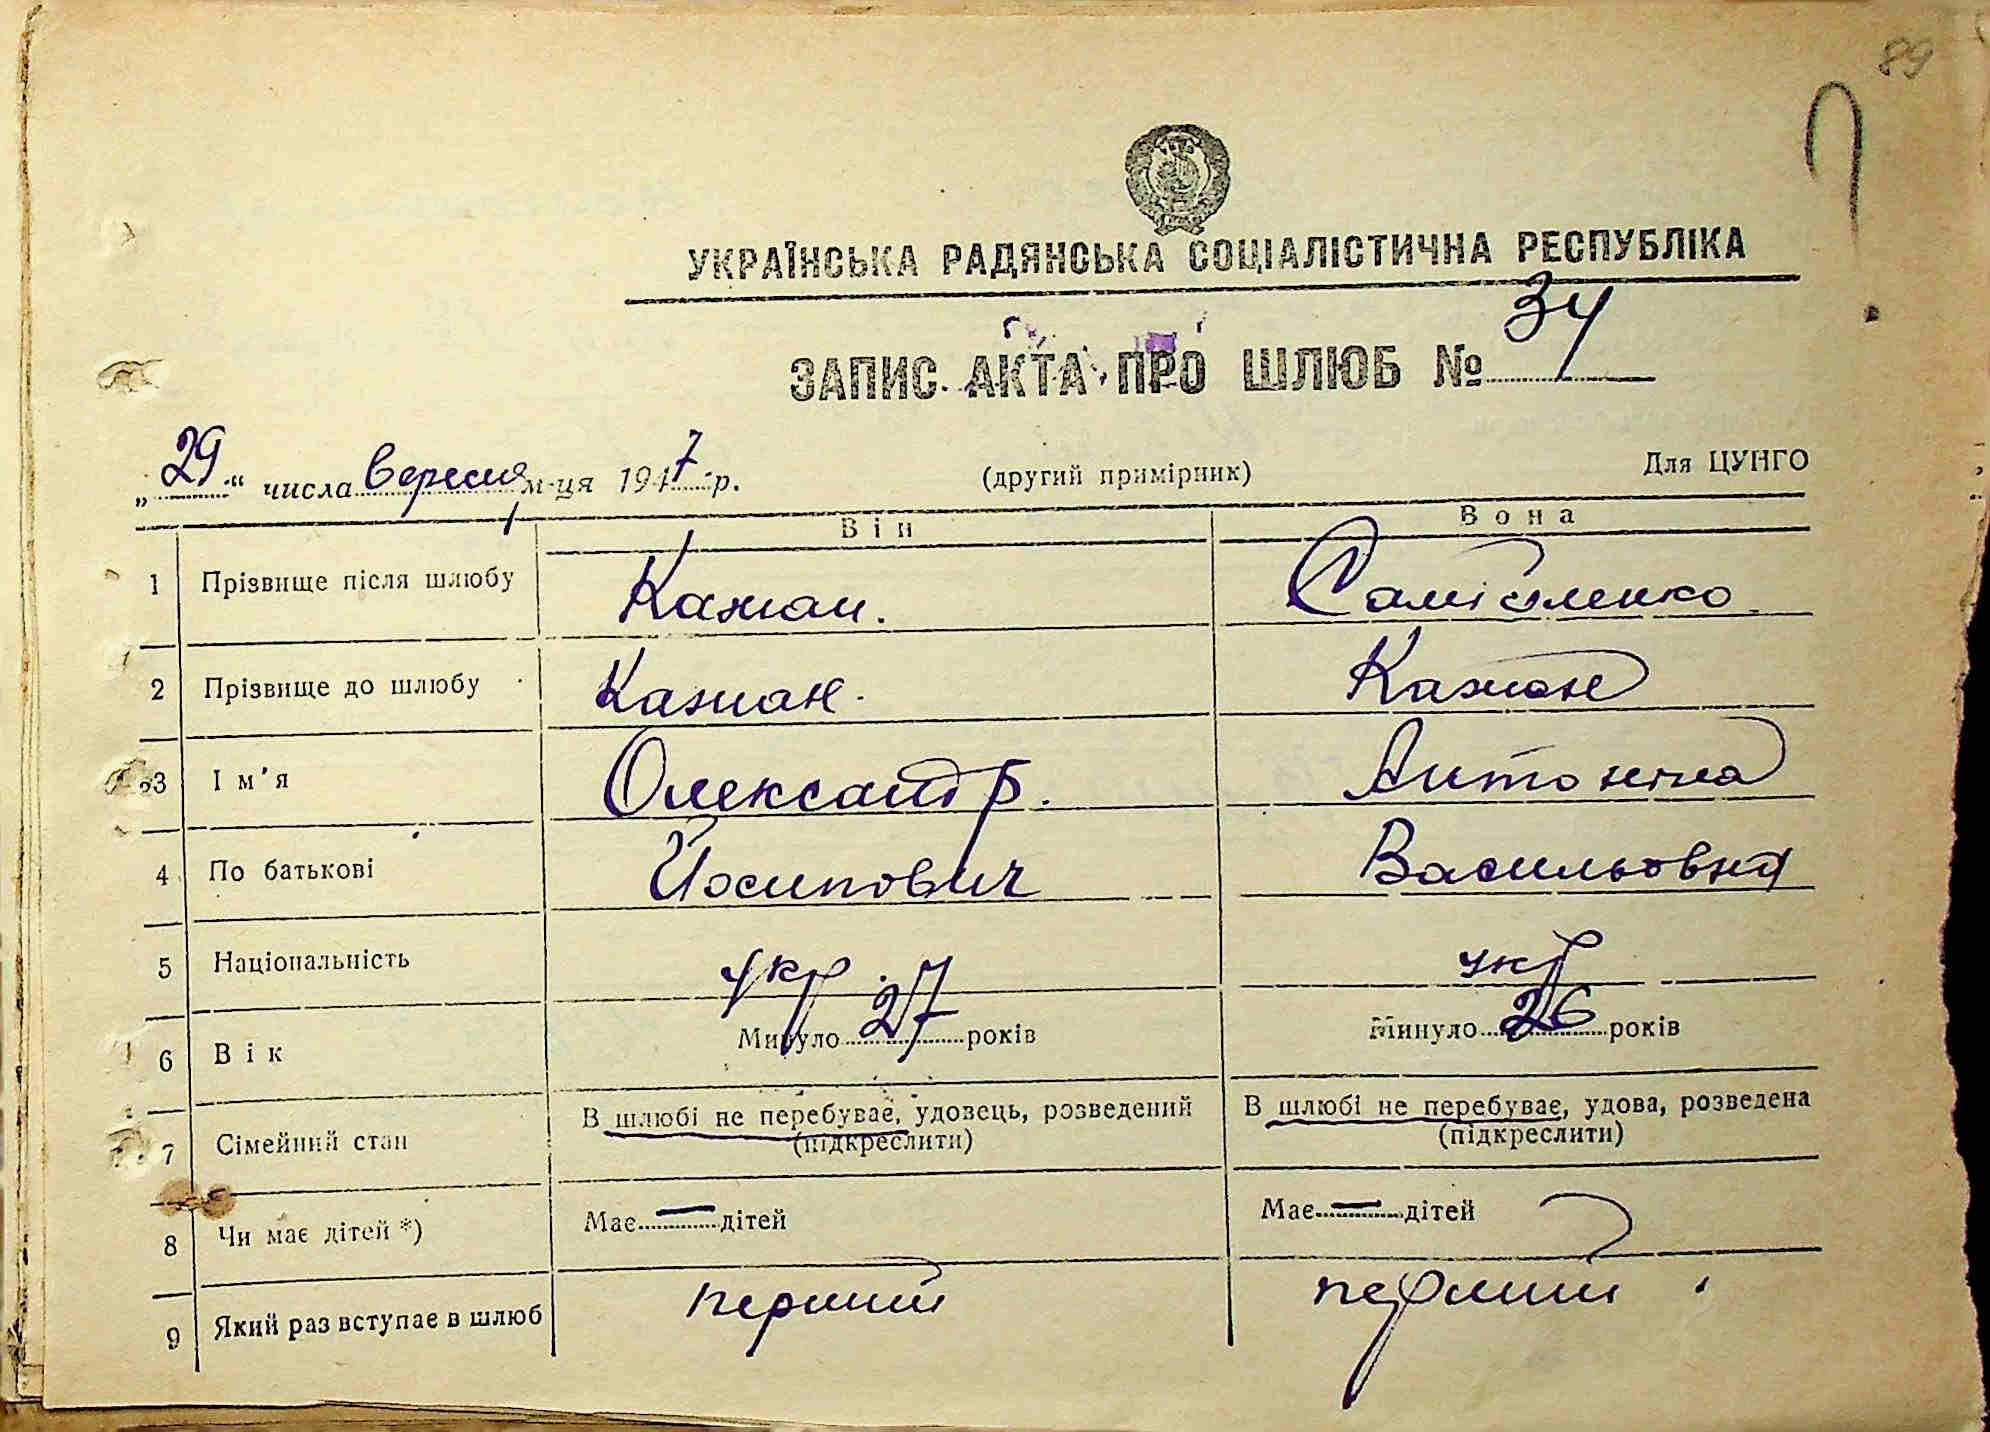 89
УКРАЇНСЬКА РАДЯНСЬКА СОЦІАЛІСТИЧНА РЕСПУБЛІКА
ЗАПИС АКТА ПРО ШЛЮБ № 34
„29“ числа вересня м-ця 1947 р. (другий примірник) Для ЦУНГО
Він Вона
1 Прізвище після шлюбу Кажан. Самійленко
2 Прізвище до шлюбу Кажан. Кажан
3 Ім'я Олександр. Антоніна
4 По батькові Йосипович Васильовна
5 Національність укр. укр
6 Вік Минуло 27 років Минуло 26 років
7 Сімейний стан В шлюбі не перебуває, удовець, розведений В шлюбі не перебуває, удова, розведена
(підкреслити) (підкреслити)
8 Чи має дітей *) Має — дітей Має — дітей
9 Який раз вступає в шлюб перший перший